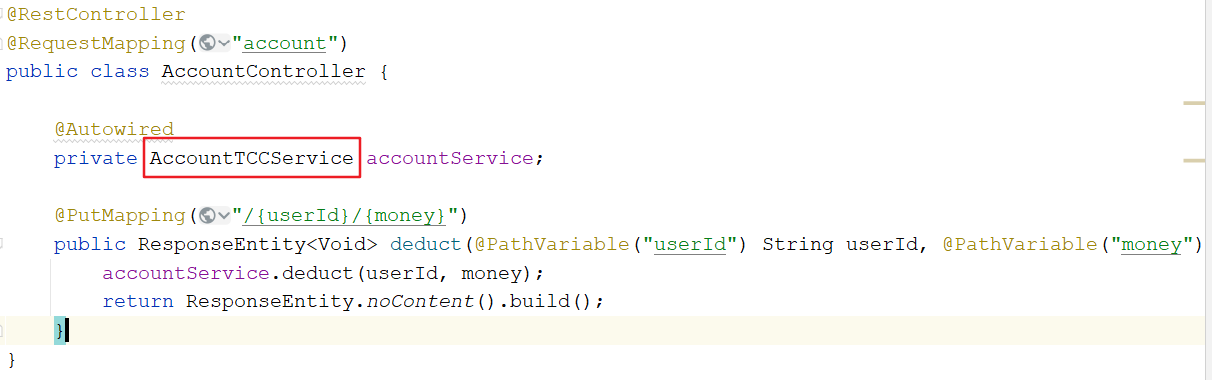 @RestController
@RequestMapping("account")
public class AccountController {
@Autowired
private AccountTCCService accountService;
@PutMapping("/{userId}/{money}")
public ResponseEntity<Void> deduct(@PathVariable("userId") String userId, @PathVariable("money")
accountService.deduct(userId, money);
return ResponseEntity.noContent().build();
}
}